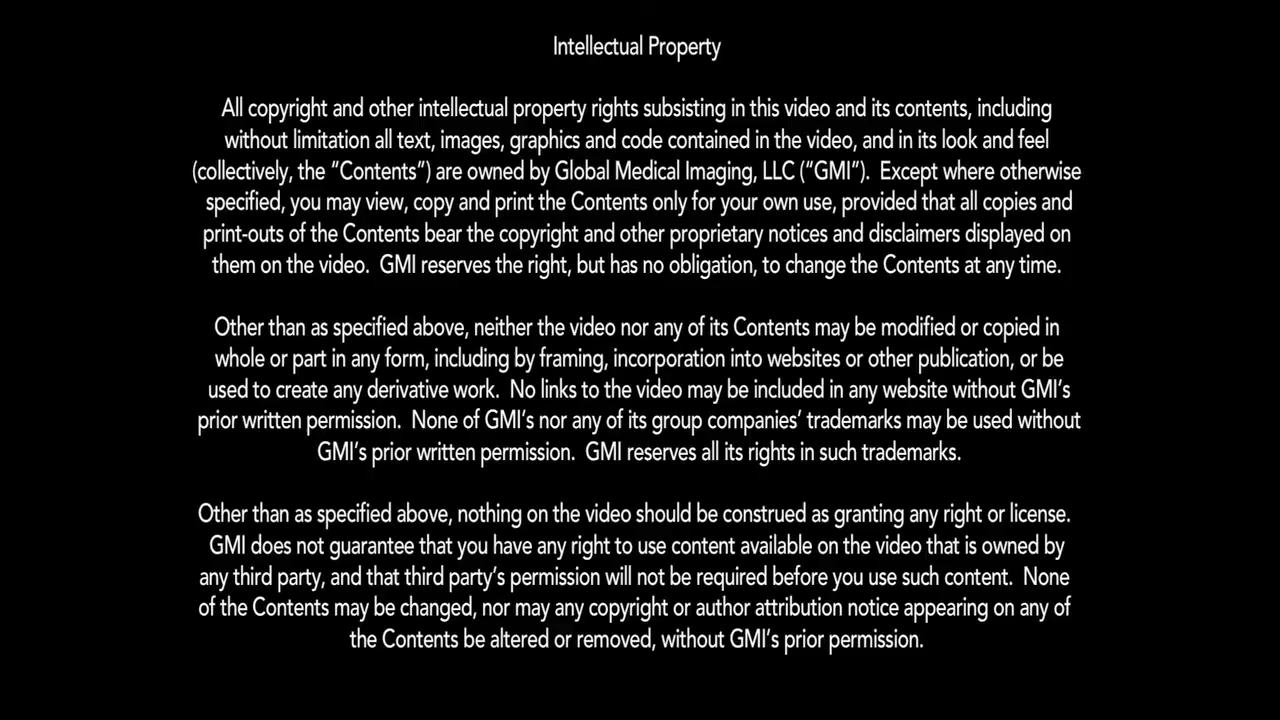 Intellectual Property
All copyright and other intellectual property rights subsisting in this video and its contents, including
without limitation all text, images, graphics and code contained in the video, and in its look and feel
(collectively, the “Contents”) are owned by Global Medical Imaging, LLC (“GMI”).  Except where otherwise
specified, you may view, copy and print the Contents only for your own use, provided that all copies and
print-outs of the Contents bear the copyright and other proprietary notices and disclaimers displayed on
them on the video.  GMI reserves the right, but has no obligation, to change the Contents at any time.
Other than as specified above, neither the video nor any of its Contents may be modified or copied in
whole or part in any form, including by framing, incorporation into websites or other publication, or be
used to create any derivative work.  No links to the video may be included in any website without GMI’s
prior written permission.  None of GMI’s nor any of its group companies’ trademarks may be used without
GMI’s prior written permission.  GMI reserves all its rights in such trademarks.
Other than as specified above, nothing on the video should be construed as granting any right or license.
GMI does not guarantee that you have any right to use content available on the video that is owned by
any third party, and that third party’s permission will not be required before you use such content.  None
of the Contents may be changed, nor may any copyright or author attribution notice appearing on any of
the Contents be altered or removed, without GMI’s prior permission.